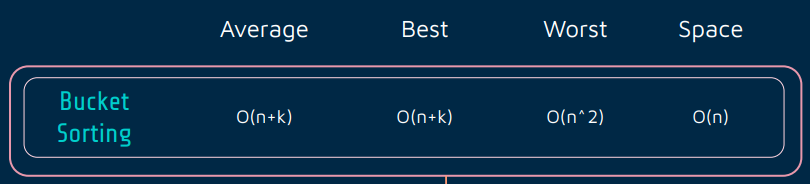 Average Best Worst Space
Bucket
Sorting
O(n+k) O(n+k) O(n^2) O(n)